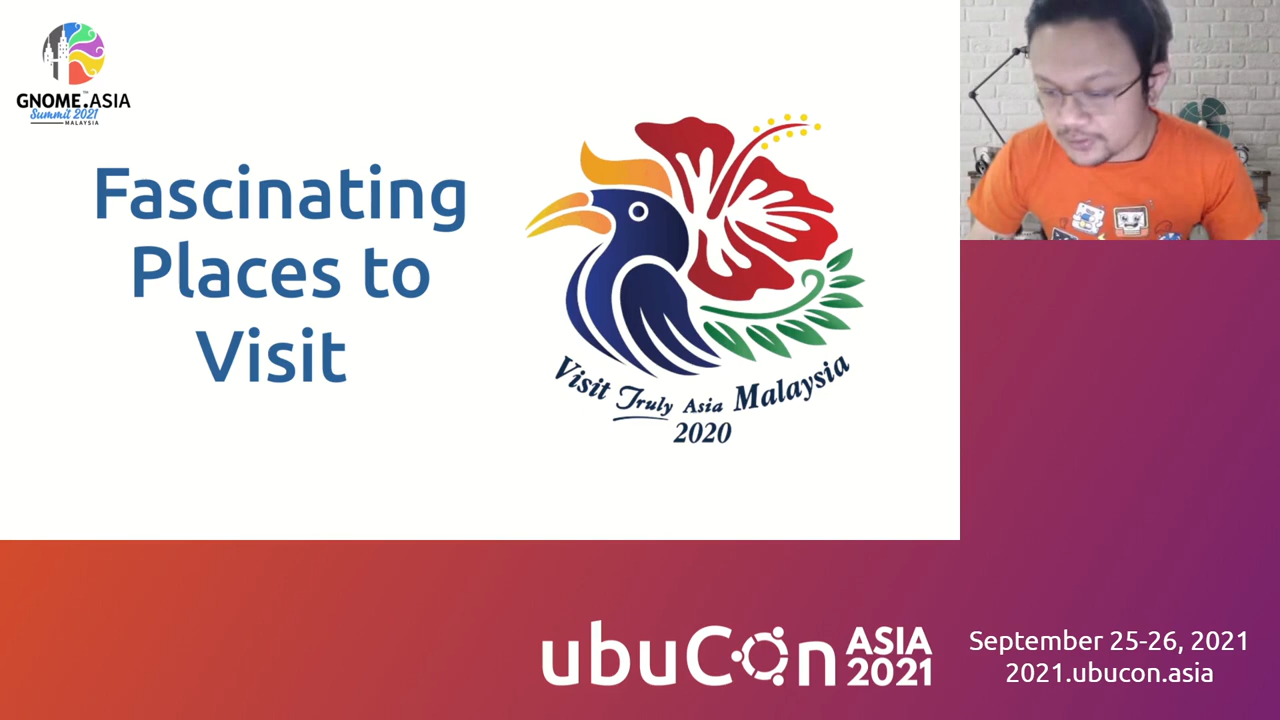 GNOME.ASIA
Summit 2021
MALAYSIA
Fascinating
Places to
Visit
Visit Truly Asia Malaysia
2020
ubuCon ASIA 2021
September 25-26, 2021
2021.ubucon.asia